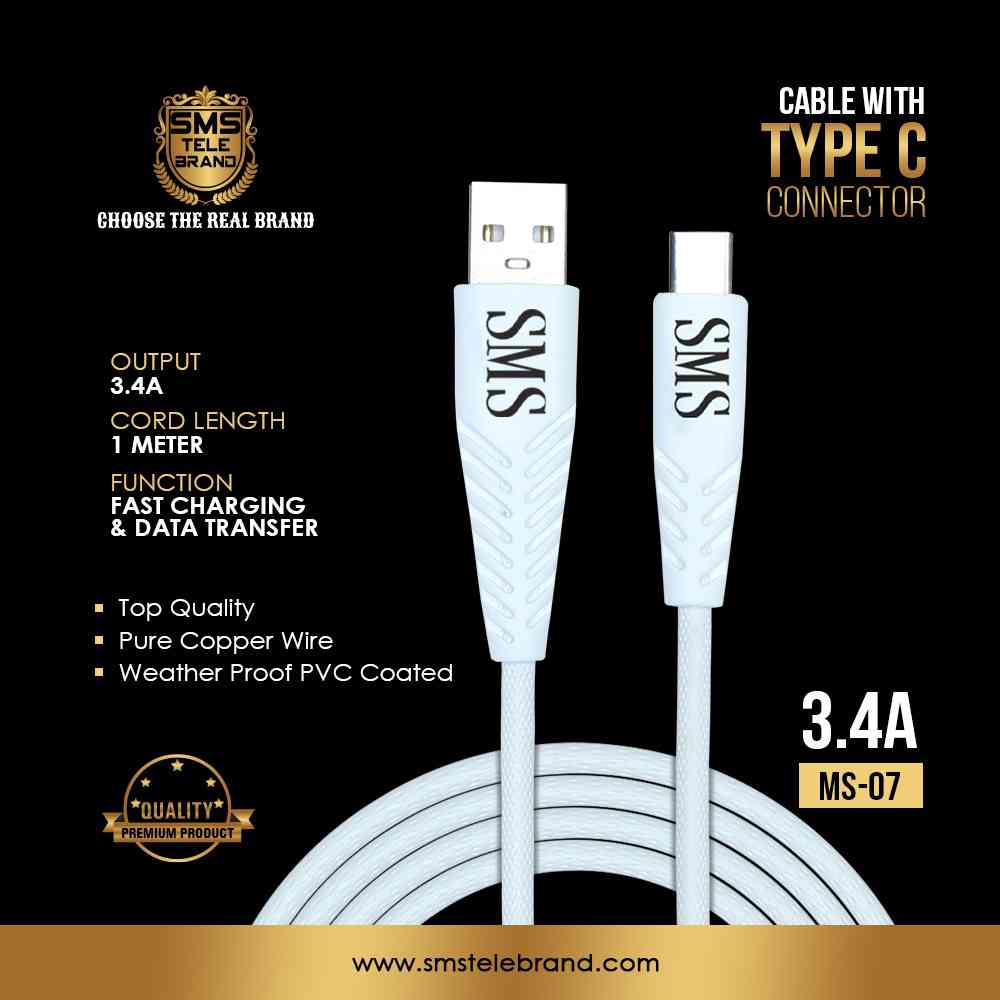 SMS
TELE
BRAND
CHOOSE THE REAL BRAND
CABLE WITH
TYPE C
CONNECTOR
SMS
SMS
OUTPUT
3.4A
CORD LENGTH
1 METER
FUNCTION
FAST CHARGING
& DATA TRANSFER
Top Quality
Pure Copper Wire
Weather Proof PVC Coated
3.4A
MS-07
QUALITY
PREMIUM PRODUCT
www.smstelebrand.com